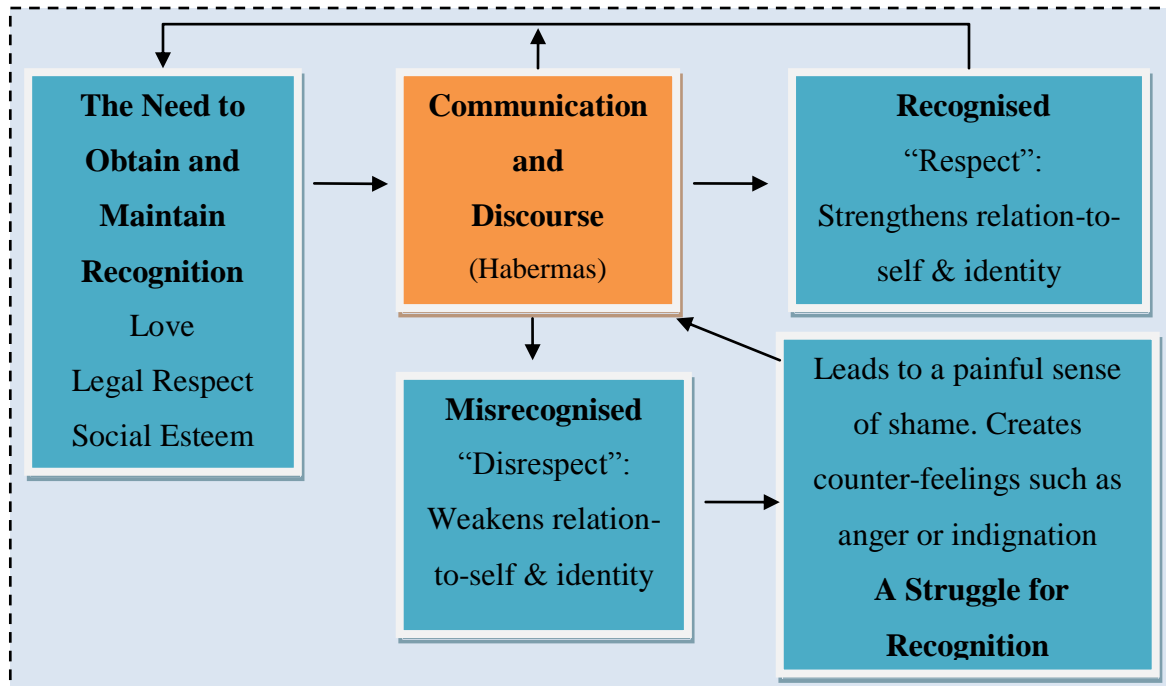 The Need to
Obtain and
Maintain
Recognition
Love
Legal Respect
Social Esteem
Communication
and
Discourse
(Habermas)
Recognised
“Respect”:
Strengthens relation-to-
self & identity
Misrecognised
“Disrespect”:
Weakens relation-
to-self & identity
Leads to a painful sense
of shame. Creates
counter-feelings such as
anger or indignation
A Struggle for
Recognition